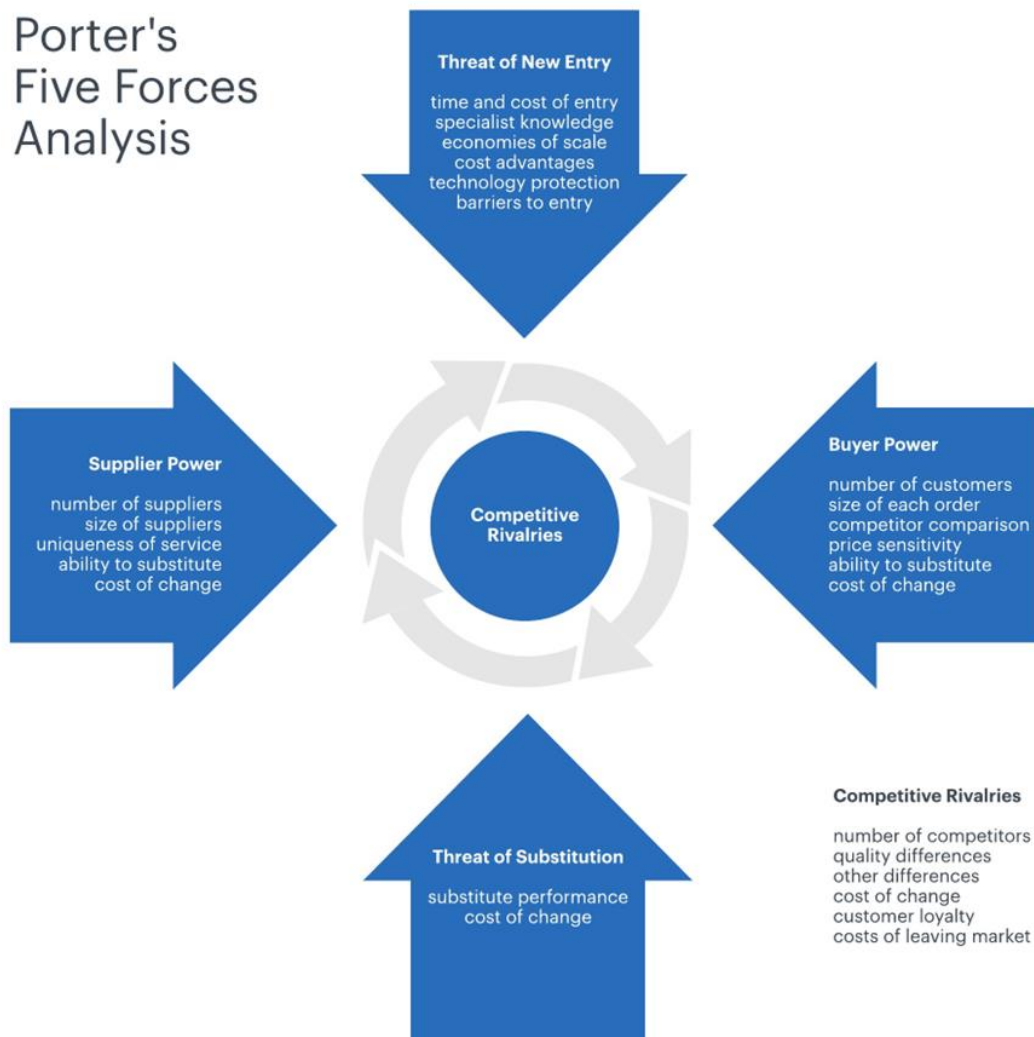 Porter's
Five Forces
Analysis
Threat of New Entry
time and cost of entry
specialist knowledge
economies of scale
cost advantages
technology protection
barriers to entry
Supplier Power
number of suppliers
size of suppliers
uniqueness of service
ability to substitute
cost of change
Competitive
Rivalries
Buyer Power
number of customers
size of each order
competitor comparison
price sensitivity
ability to substitute
cost of change
Threat of Substitution
substitute performance
cost of change
Competitive Rivalries
number of competitors
quality differences
other differences
cost of change
customer loyalty
costs of leaving market